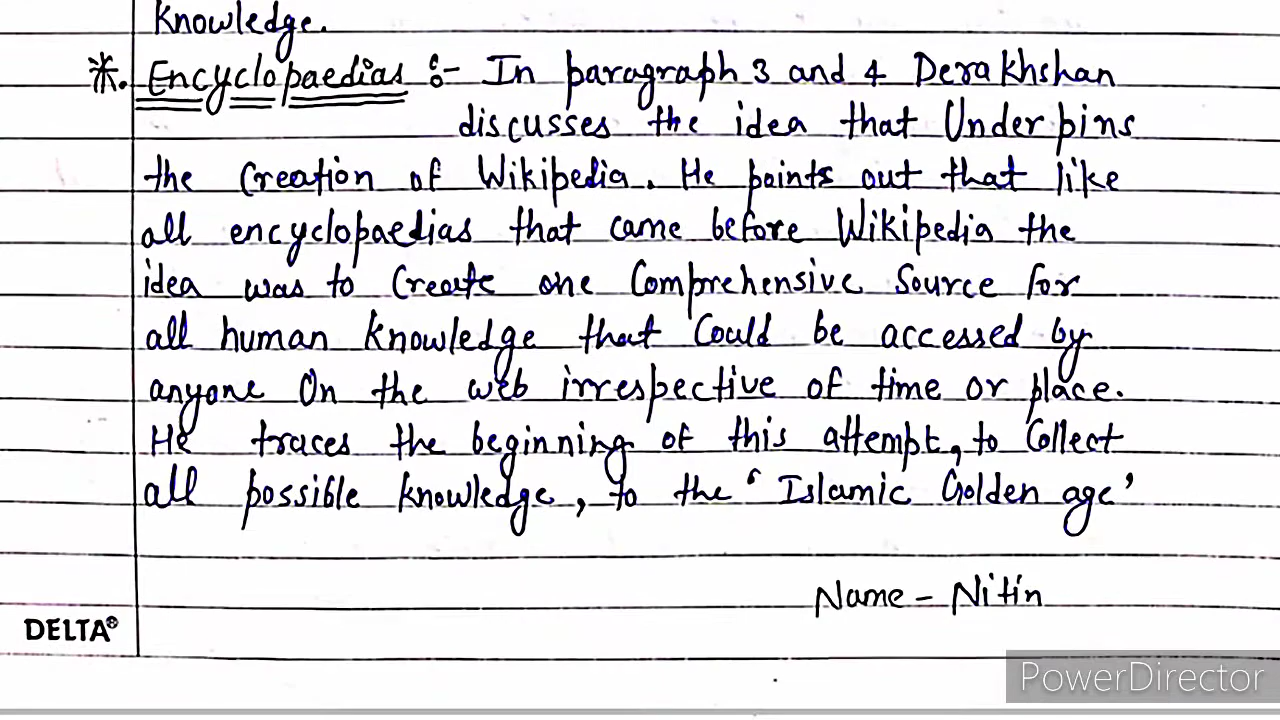 Knowledge.
*. Encyclopaedias :- In paragraph 3 and 4 Derakhshan
discusses the idea that Underpins
the Creation of Wikipedia. He points out that like
all encyclopaedias that came before Wikipedia the
idea was to Create one Comprehensive Source for
all human knowledge that Could be accessed by
anyone On the web irrespective of time or place.
He traces the beginning of this attempt, to Collect
all possible knowledge, to the 'Islamic Golden age'
Name - Nitin
DELTA®
PowerDirector